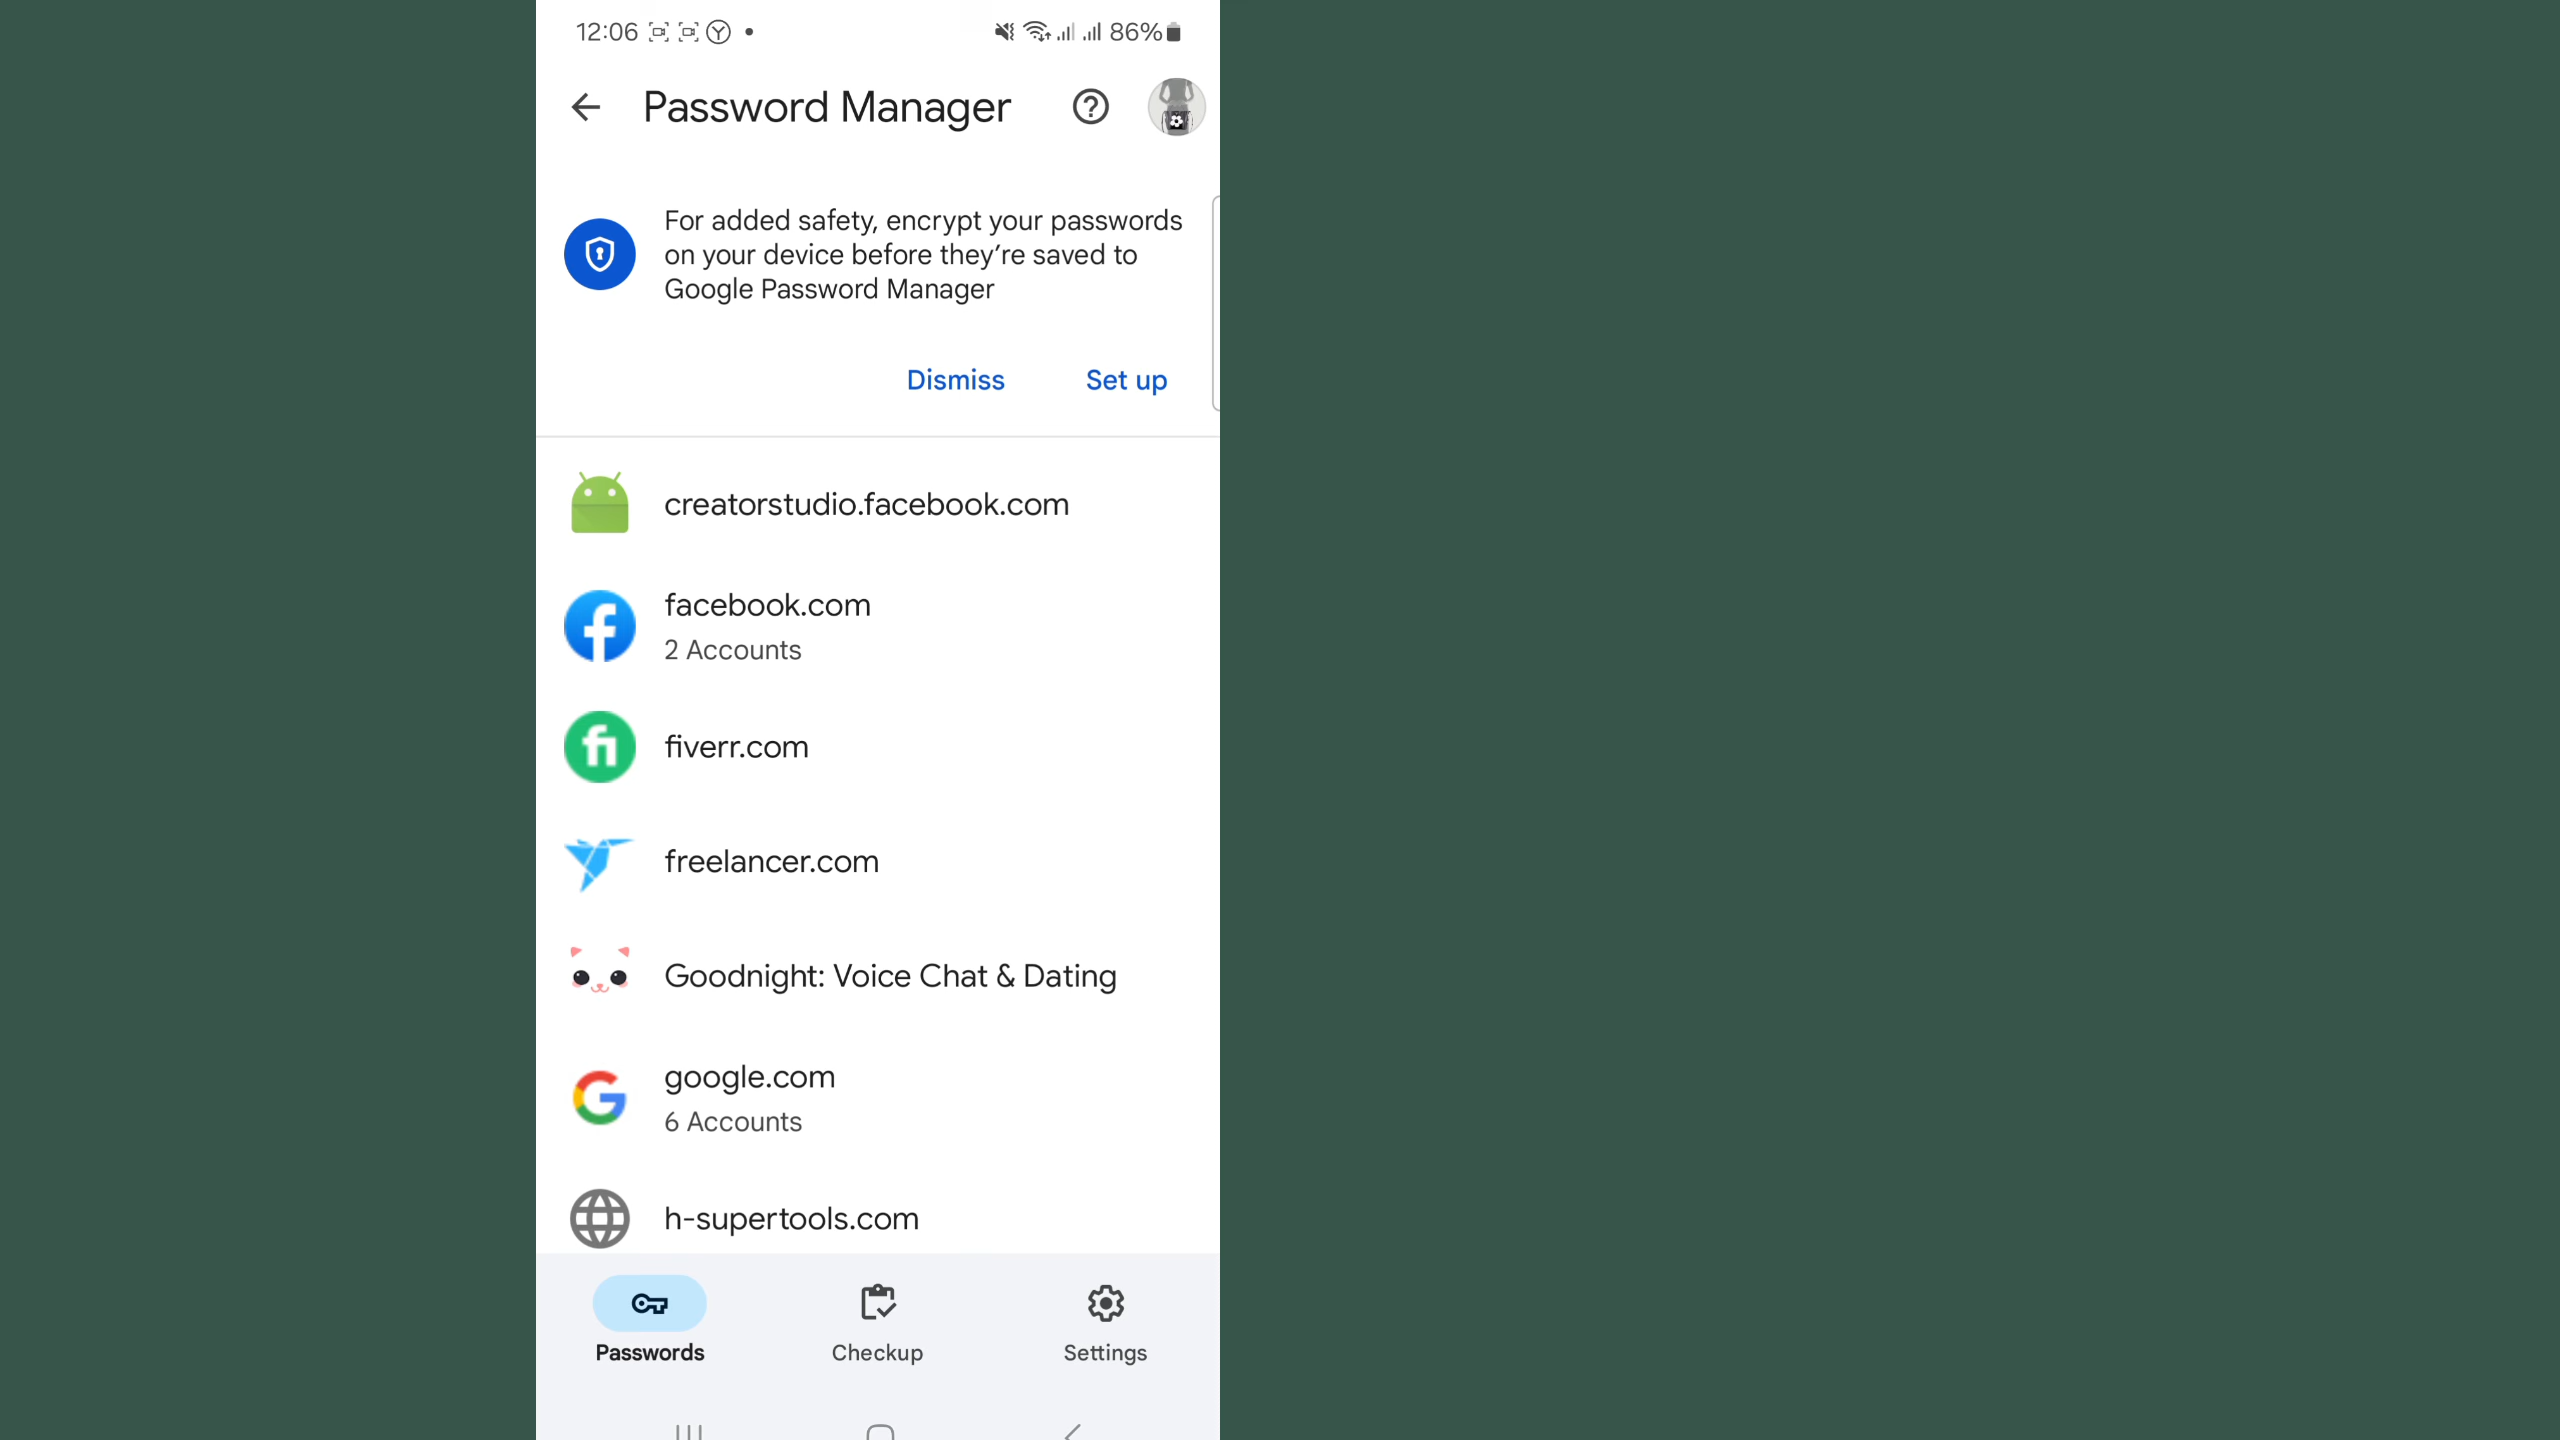 12:06
86%
Password Manager
For added safety, encrypt your passwords
on your device before they’re saved to
Google Password Manager
Dismiss
Set up
creatorstudio.facebook.com
facebook.com
2 Accounts
fiverr.com
freelancer.com
Goodnight: Voice Chat & Dating
google.com
6 Accounts
h-supertools.com
Passwords
Checkup
Settings